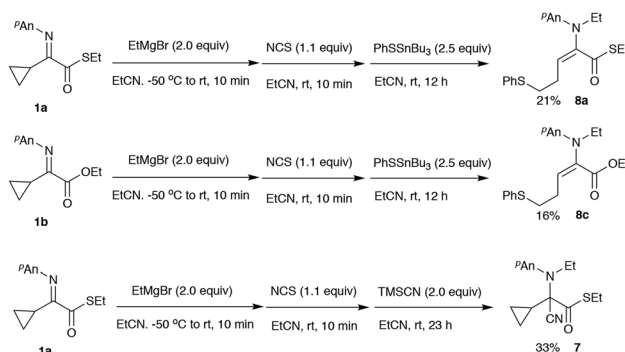 pAn N
EtMgBr (2.0 equiv) NCS (1.1 equiv) PhSSnBu3 (2.5 equiv)
SEt
EtCN. -50 oC to rt, 10 min EtCN, rt, 10 min EtCN, rt, 12 h
O
1a
pAn N Et
SE
O
PhS
21% 8a
pAn N
EtMgBr (2.0 equiv) NCS (1.1 equiv) PhSSnBu3 (2.5 equiv)
OEt
EtCN. -50 oC to rt, 10 min EtCN, rt, 10 min EtCN, rt, 12 h
O
1b
pAn N Et
OE
O
PhS
16% 8c
pAn N
EtMgBr (2.0 equiv) NCS (1.1 equiv) TMSCN (2.0 equiv)
SEt
EtCN. -50 oC to rt, 10 min EtCN, rt, 10 min EtCN, rt, 23 h
O
1a
pAn N Et
SEt
CN O
33% 7